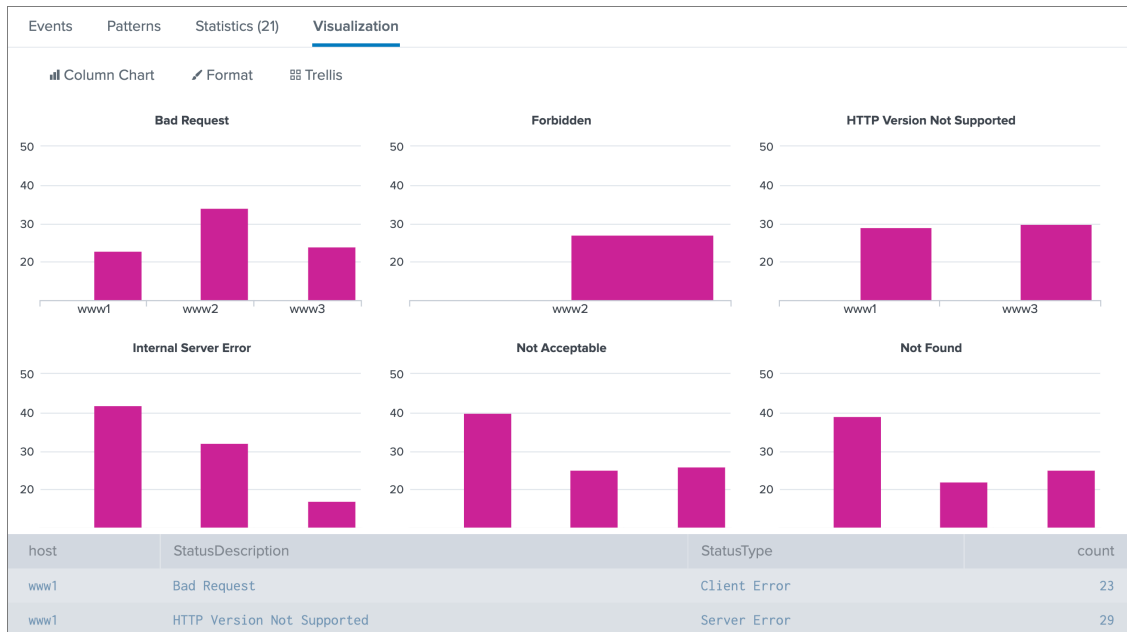 Events Patterns Statistics (21) Visualization
Column Chart Format Trellis
Bad Request Forbidden HTTP Version Not Supported
50 50 50
40 40 40
30 30 30
20 20 20
www1 www2 www3 www2 www1 www3
Internal Server Error Not Acceptable Not Found
50 50 50
40 40 40
30 30 30
20 20 20
host StatusDescription StatusType count
www1 Bad Request Client Error 23
www1 HTTP Version Not Supported Server Error 29